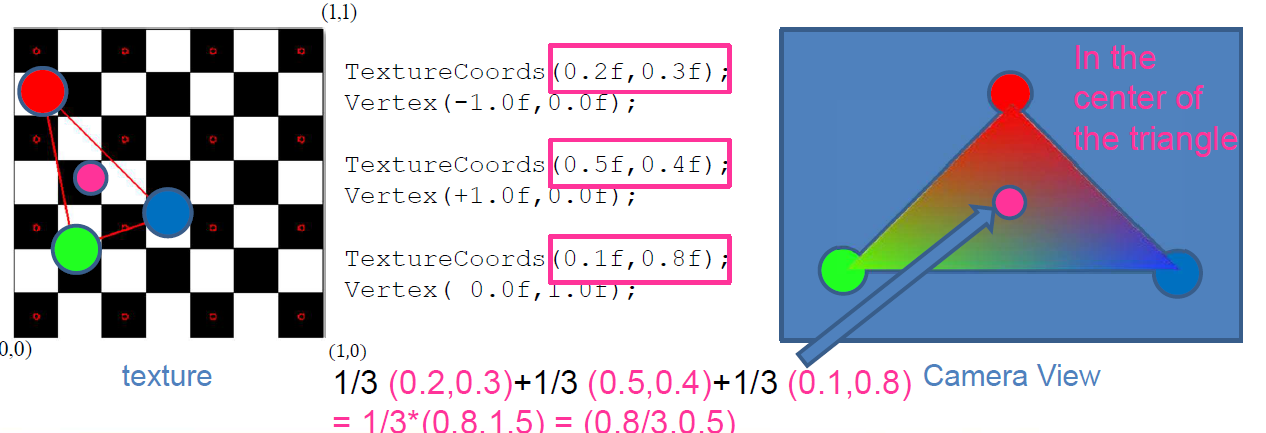 (1,1)
TextureCoords(0.2f,0.3f);
Vertex(-1.0f,0.0f);
TextureCoords(0.5f,0.4f);
Vertex(+1.0f,0.0f);
TextureCoords(0.1f,0.8f);
Vertex( 0.0f,1.0f);
In the
center of
the triangle
0,0)
(1,0)
texture
1/3 (0.2,0.3)+1/3 (0.5,0.4)+1/3 (0.1,0.8)
= 1/3*(0.8,1.5) = (0.8/3,0.5)
Camera View